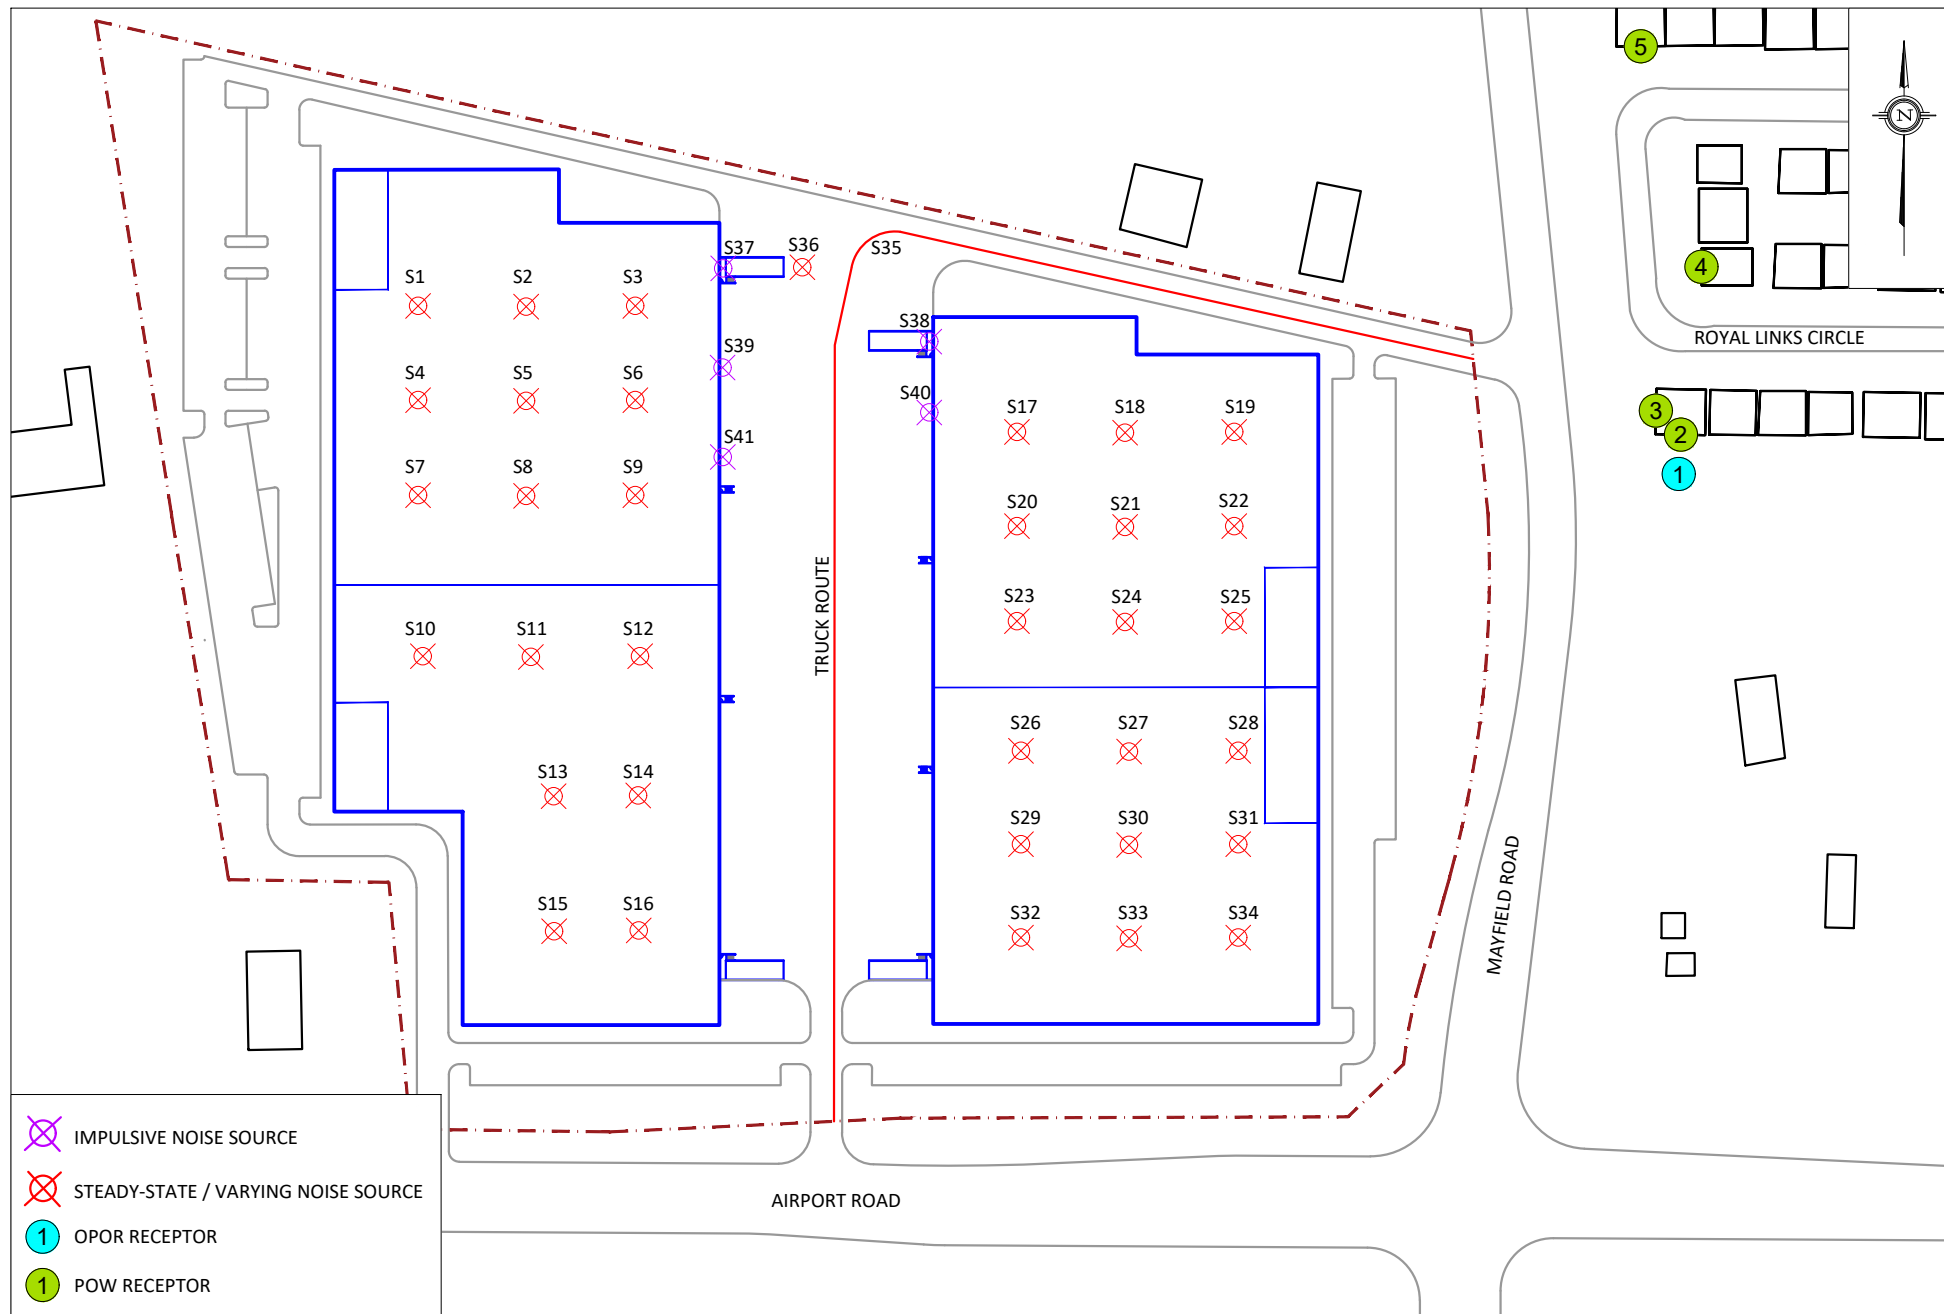 5
N
S37
S36
S35
S1
S2
S3
4
S38
ROYAL LINKS CIRCLE
S39
S4
S5
S6
S40
S17
S18
S19
3
2
S41
1
S7
S8
S9
S20
S21
S22
TRUCK ROUTE
S23
S24
S25
S10
S11
S12
S26
S27
S28
S13
S14
S29
S30
S31
MAYFIELD ROAD
S15
S16
S32
S33
S34
IMPULSIVE NOISE SOURCE
STEADY-STATE / VARYING NOISE SOURCE
AIRPORT ROAD
1 OPOR RECEPTOR
1 POW RECEPTOR